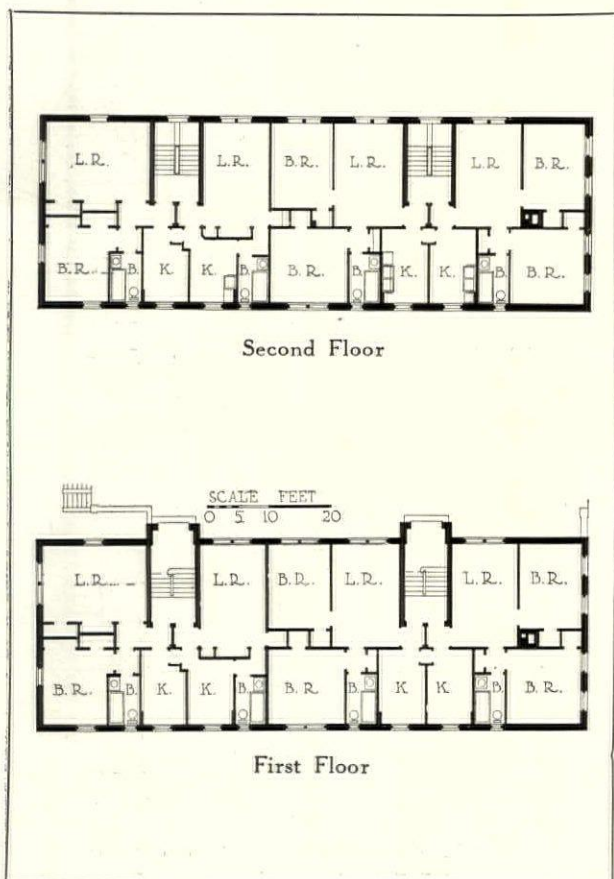 L.R. L.R. B.R. L.R. L.R B.R.
B.R. B. K. K. B. B.R. B. K. K. B. B.R.
Second Floor
SCALE FEET
0 5 10 20
L.R. L.R. B.R. L.R. L.R. B.R.
B.R. B. K. K. B. B.R B. K K. B. B.R.
First Floor